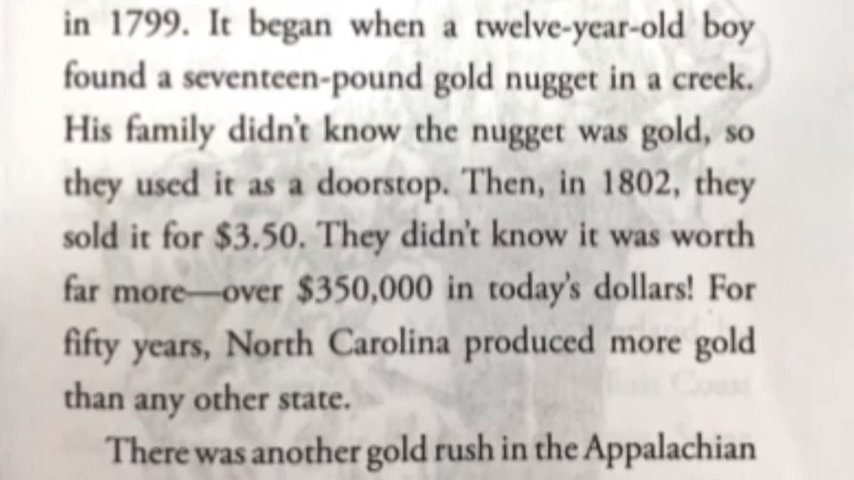 in 1799. It began when a twelve-year-old boy
found a seventeen-pound gold nugget in a creek.
His family didn't know the nugget was gold, so
they used it as a doorstop. Then, in 1802, they
sold it for $3.50. They didn't know it was worth
far more—over $350,000 in today's dollars! For
fifty years, North Carolina produced more gold
than any other state.
There was another gold rush in the Appalachian